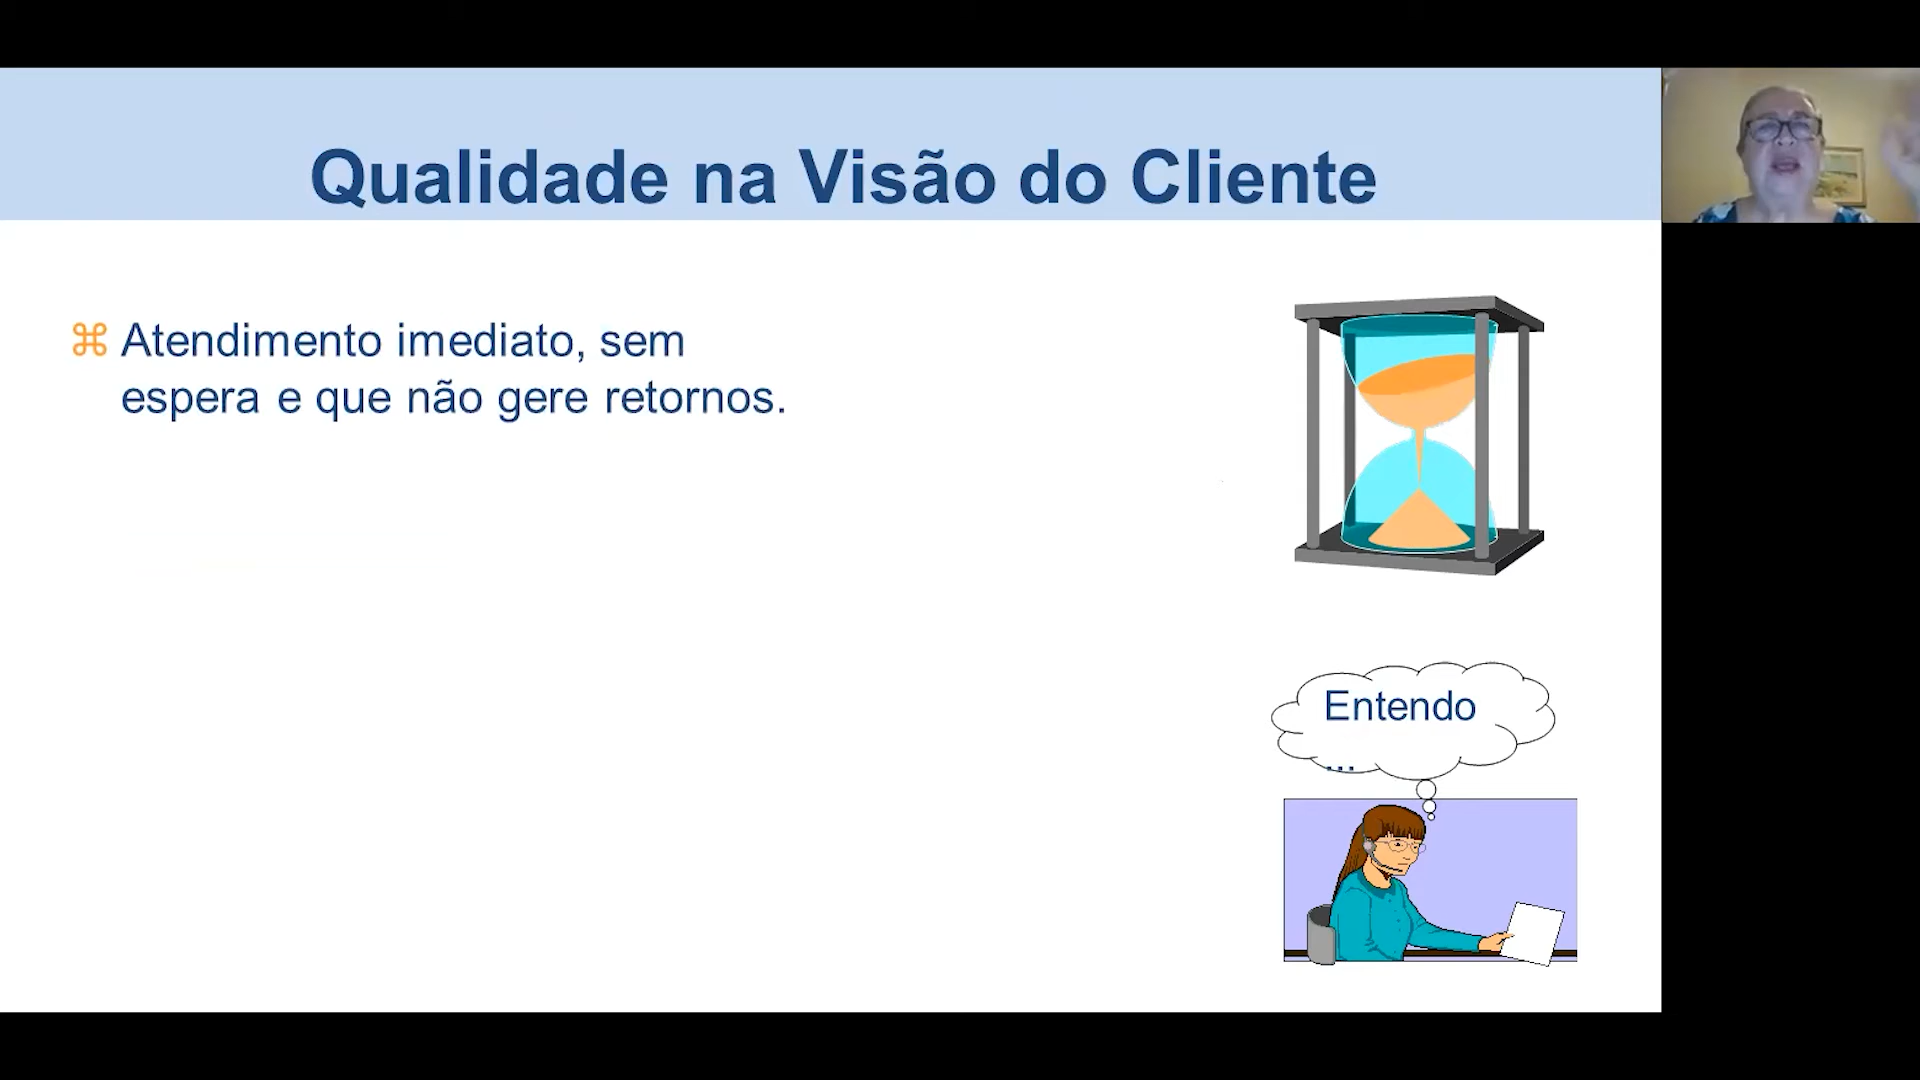 Qualidade na Visão do Cliente
⌘ Atendimento imediato, sem
espera e que não gere retornos.
Entendo
...